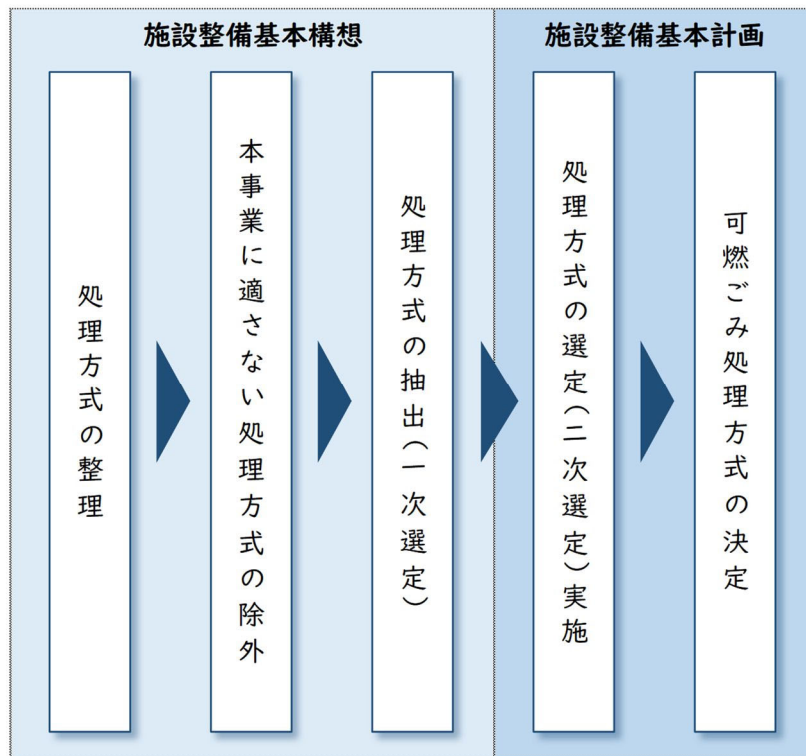 施設整備基本構想
施設整備基本計画
処理方式の整理
本事業に適さない処理方式の除外
処理方式の抽出(一次選定)
処理方式の選定(二次選定)実施
可燃ごみ処理方式の決定